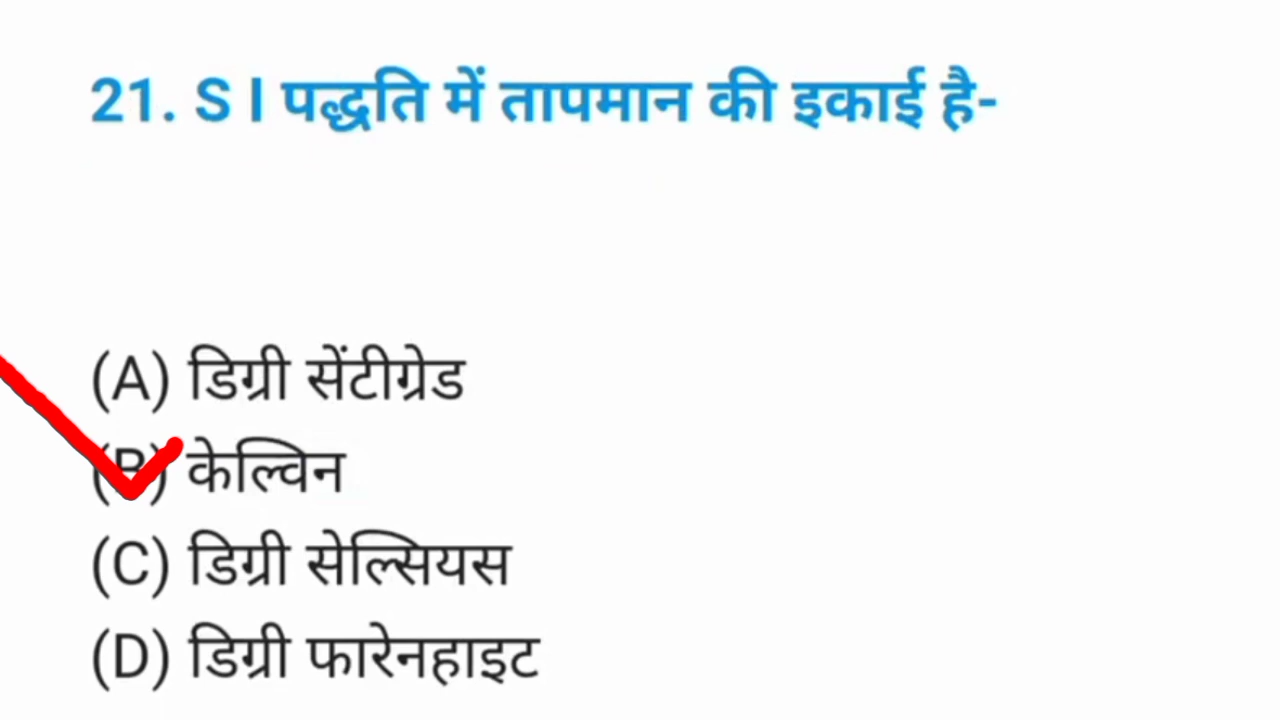 21. S I पद्धति में तापमान की इकाई है-
(A) डिग्री सेंटीग्रेड
(B) केल्विन
(C) डिग्री सेल्सियस
(D) डिग्री फारेनहाइट